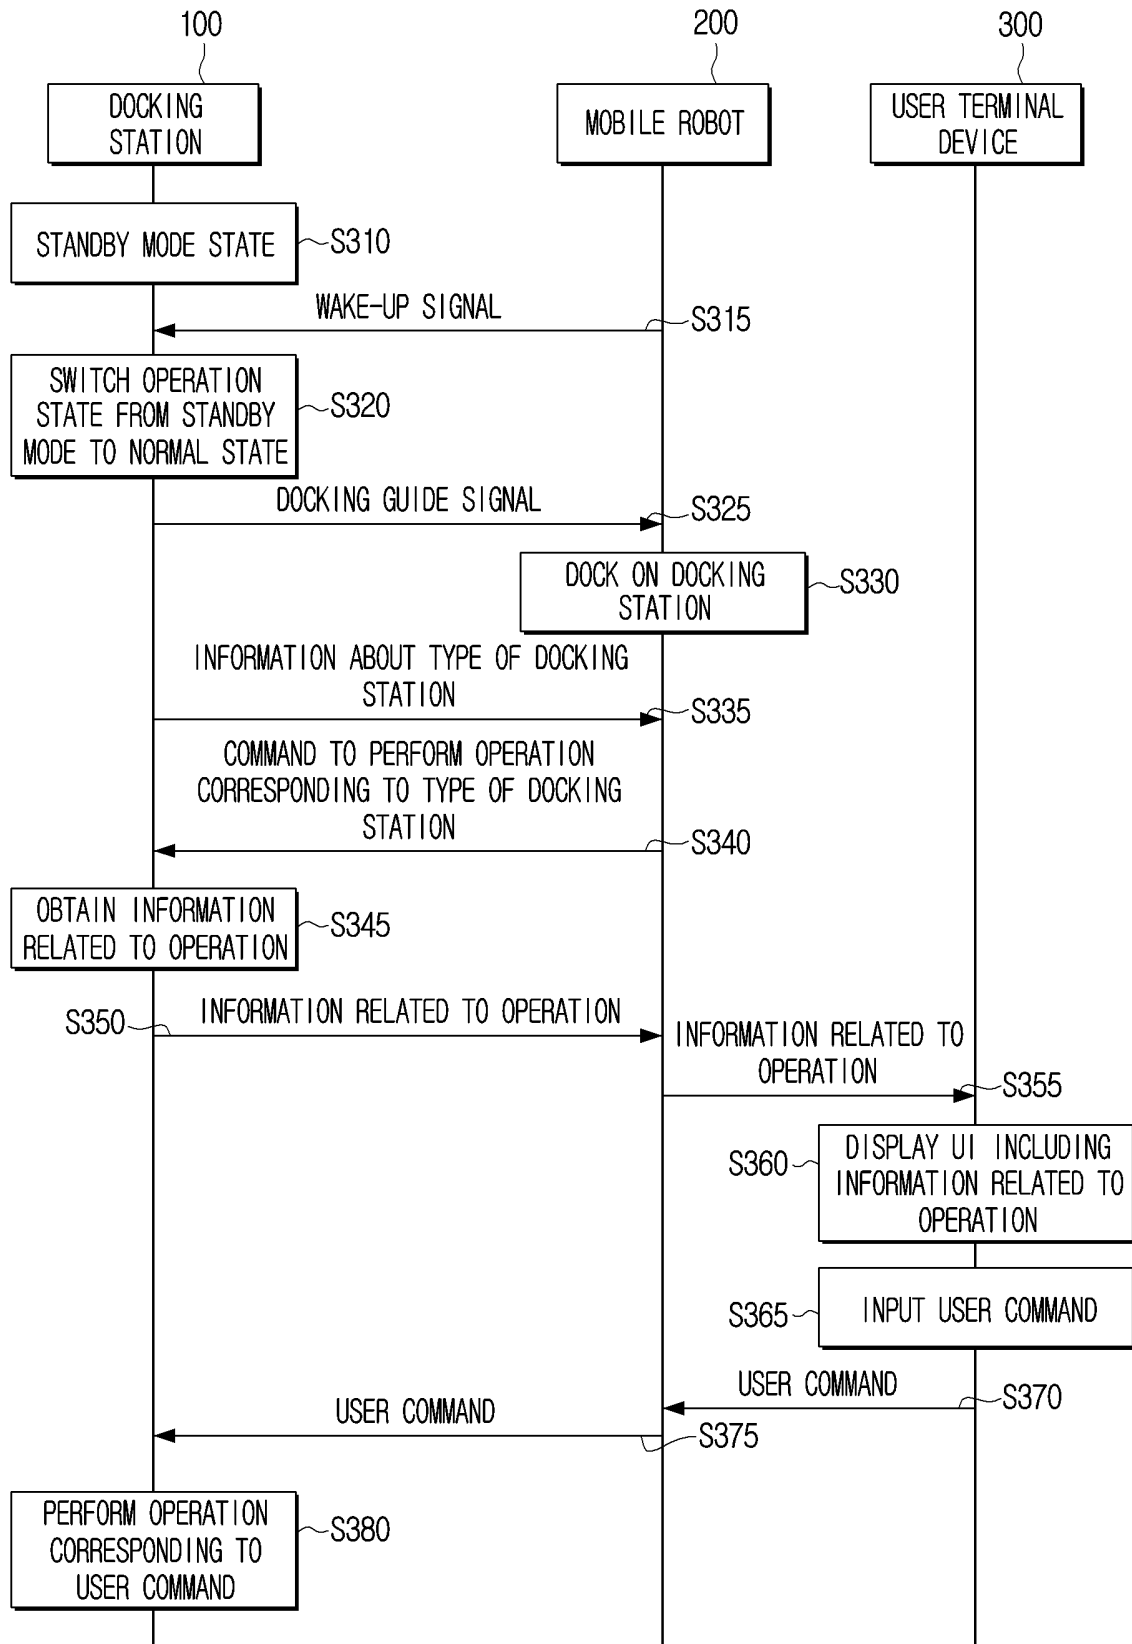 100
200
300
DOCKING
STATION
MOBILE ROBOT
USER TERMINAL
DEVICE
STANDBY MODE STATE
S310
WAKE-UP SIGNAL
S315
SWITCH OPERATION
STATE FROM STANDBY
MODE TO NORMAL STATE
S320
DOCKING GUIDE SIGNAL
S325
DOCK ON DOCKING
STATION
S330
INFORMATION ABOUT TYPE OF DOCKING
STATION
S335
COMMAND TO PERFORM OPERATION
CORRESPONDING TO TYPE OF DOCKING
STATION
S340
OBTAIN INFORMATION
RELATED TO OPERATION
S345
S350
INFORMATION RELATED TO OPERATION
INFORMATION RELATED TO
OPERATION
S355
S360
DISPLAY UI INCLUDING
INFORMATION RELATED TO
OPERATION
S365
INPUT USER COMMAND
USER COMMAND
S370
USER COMMAND
S375
PERFORM OPERATION
CORRESPONDING TO
USER COMMAND
S380